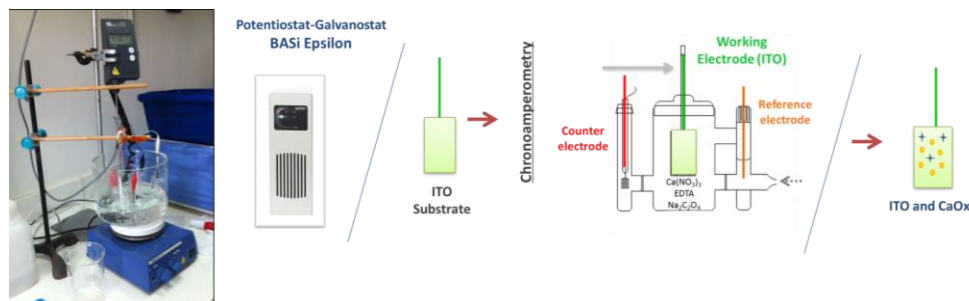 Potentiostat-Galvanostat
BASi Epsilon
ITO
Substrate
Chronoamperometry
Working
Electrode (ITO)
Counter
electrode
Reference
electrode
Ca(NO₃)₃
EDTA
Na₂C₂O₄
ITO and CaOx